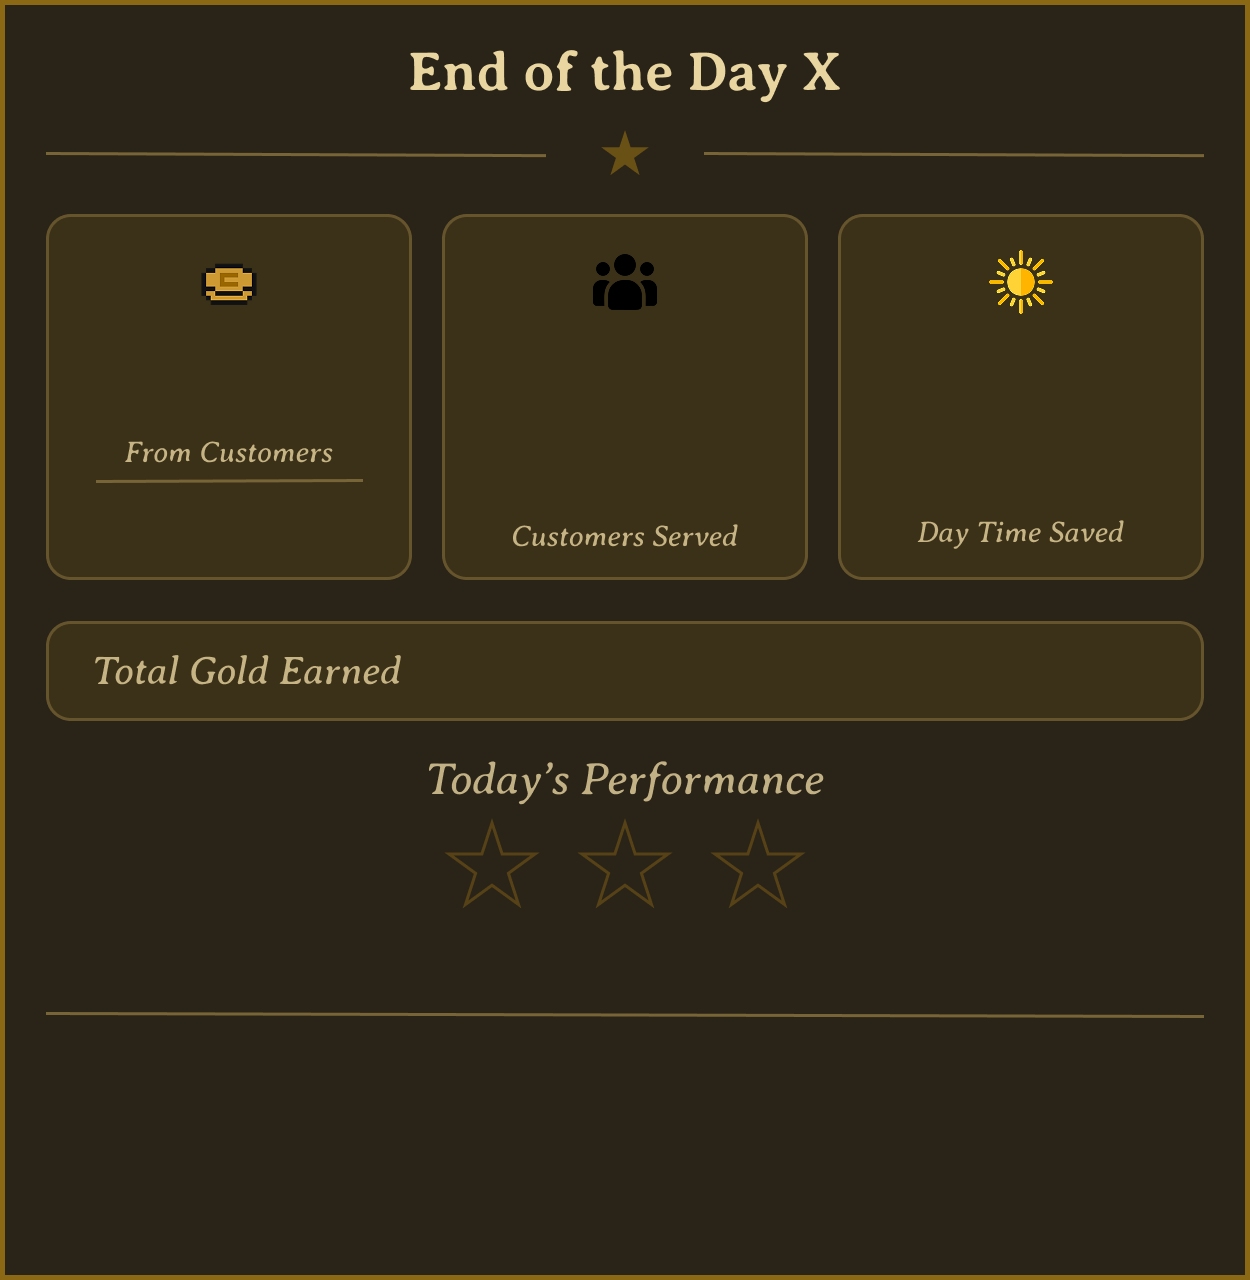 End of the Day X
From Customers
Customers Served
Day Time Saved
Total Gold Earned
Today’s Performance